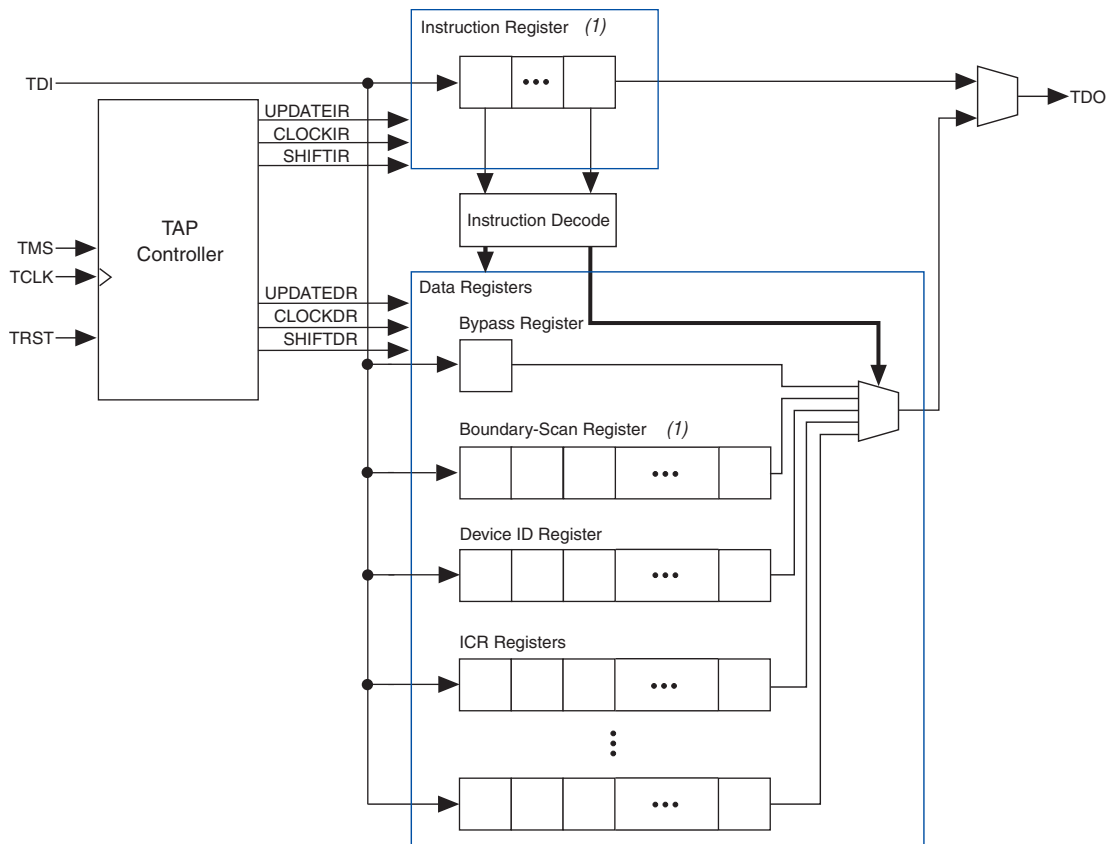 Instruction Register (1)
TDI
UPDATEIR
CLOCKIR
SHIFTIR
TDO
TAP
Controller
Instruction Decode
TMS
TCLK
TRST
UPDATEDR
CLOCKDR
SHIFTDR
Data Registers
Bypass Register
Boundary-Scan Register (1)
Device ID Register
ICR Registers